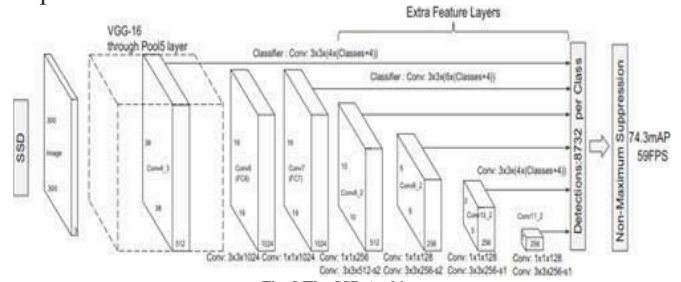 Extra Feature Layers
VGG-16
through Pool5 layer
Classifier : Conv: 3x3x(4x(Classes+4))
Classifier : Conv: 3x3x(6x(Classes+4))
SSD
300
Image
300
3
38
Conv4_3
38
512
19
Conv6
(FC6)
19
1024
19
Conv7
(FC7)
19
1024
10
Conv8_2
10
512
5
Conv9_2
5
256
Conv: 3x3x(4x(Classes+4))
3
Conv10_2
3
256
Conv11_2
256
Detections:8732 per Class
Non-Maximum Suppression
74.3mAP
59FPS
Conv: 3x3x1024
Conv: 1x1x1024
Conv: 1x1x256
Conv: 3x3x512-s2
Conv: 1x1x128
Conv: 3x3x256-s2
Conv: 1x1x128
Conv: 3x3x256-s1
Conv: 1x1x128
Conv: 3x3x256-s1